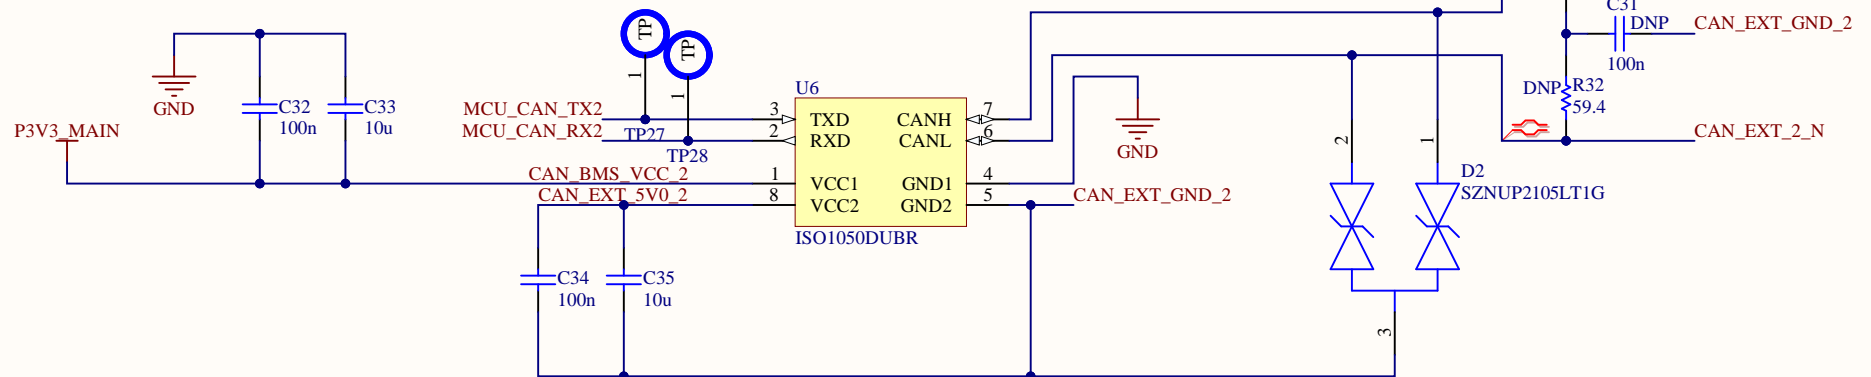 C31
DNP
CAN_EXT_GND_2
100n
TP
TP
1
1
GND
C32
100n
C33
10u
P3V3_MAIN
MCU_CAN_TX2
MCU_CAN_RX2
TP27
TP28
CAN_BMS_VCC_2
CAN_EXT_5V0_2
U6
3 TXD CANH 7
2 RXD CANL 6
1 VCC1 GND1 4
8 VCC2 GND2 5
ISO1050DUBR
GND
CAN_EXT_GND_2
DNP R32
59.4
CAN_EXT_2_N
2
1
D2
SZNUP2105LT1G
3
C34
100n
C35
10u